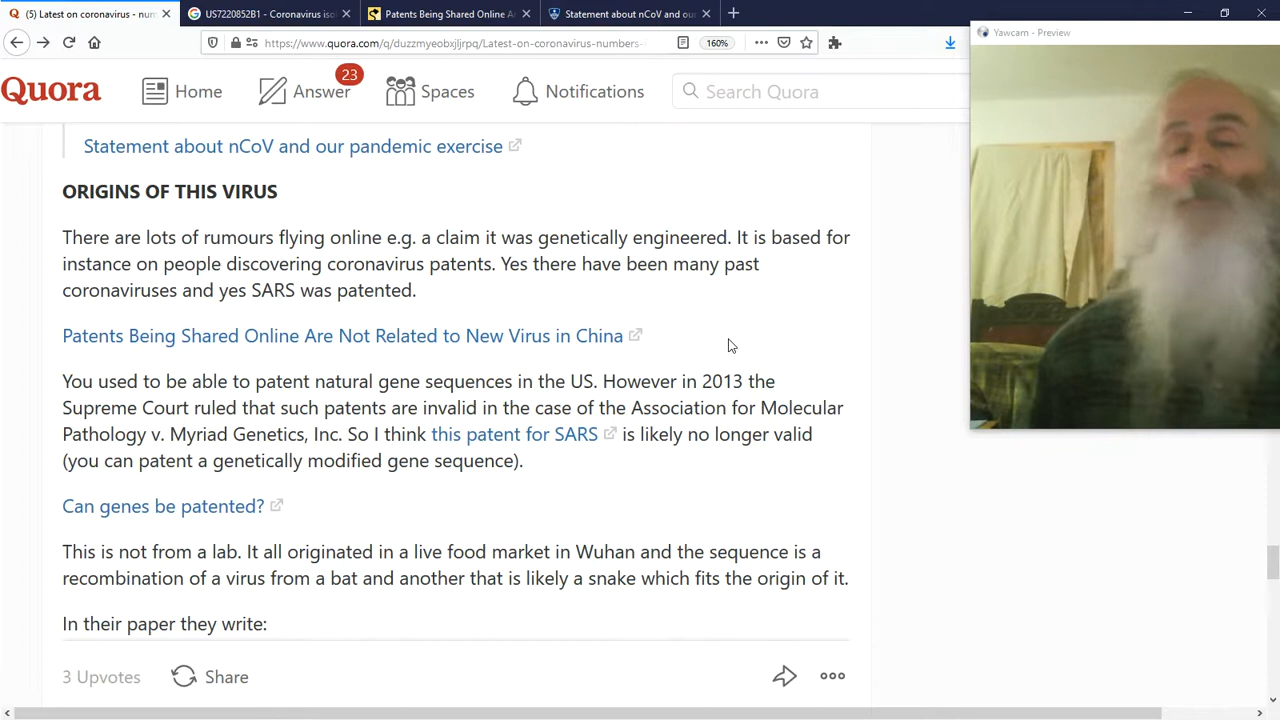 (5) Latest on coronavirus - num
US7220852B1 - Coronavirus iso
Patents Being Shared Online A
Statement about nCoV and ou
https://www.quora.com/q/duzzmyeobxjljrpq/Latest-on-coronavirus-numbers-
160%
Yawcam - Preview
Quora
Home
23
Answer
Spaces
Notifications
Search Quora
Statement about nCoV and our pandemic exercise
ORIGINS OF THIS VIRUS
There are lots of rumours flying online e.g. a claim it was genetically engineered. It is based for
instance on people discovering coronavirus patents. Yes there have been many past
coronaviruses and yes SARS was patented.
Patents Being Shared Online Are Not Related to New Virus in China
You used to be able to patent natural gene sequences in the US. However in 2013 the
Supreme Court ruled that such patents are invalid in the case of the Association for Molecular
Pathology v. Myriad Genetics, Inc. So I think this patent for SARS is likely no longer valid
(you can patent a genetically modified gene sequence).
Can genes be patented?
This is not from a lab. It all originated in a live food market in Wuhan and the sequence is a
recombination of a virus from a bat and another that is likely a snake which fits the origin of it.
In their paper they write:
3 Upvotes
Share